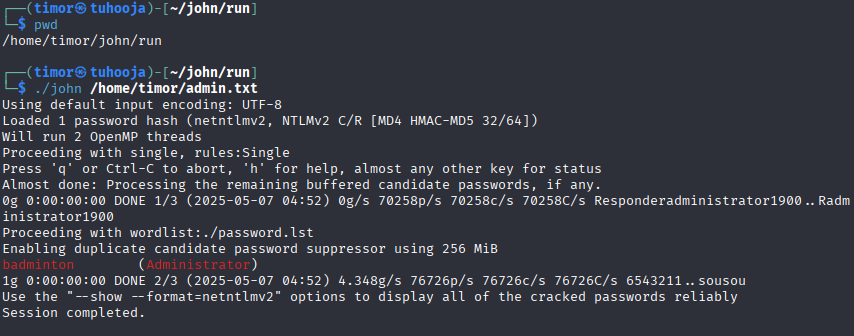 ┌──(timor㉿tuhooja)-[~/john/run]
└─$ pwd
/home/timor/john/run
┌──(timor㉿tuhooja)-[~/john/run]
└─$ ./john /home/timor/admin.txt
Using default input encoding: UTF-8
Loaded 1 password hash (netntlmv2, NTLMv2 C/R [MD4 HMAC-MD5 32/64])
Will run 2 OpenMP threads
Proceeding with single, rules:Single
Press 'q' or Ctrl-C to abort, 'h' for help, almost any other key for status
Almost done: Processing the remaining buffered candidate passwords, if any.
0g 0:00:00:00 DONE 1/3 (2025-05-07 04:52) 0g/s 70258p/s 70258c/s 70258C/s Responderadministrator1900..Radm
inistrator1900
Proceeding with wordlist:./password.lst
Enabling duplicate candidate password suppressor using 256 MiB
badminton        (Administrator)
1g 0:00:00:00 DONE 2/3 (2025-05-07 04:52) 4.348g/s 76726p/s 76726c/s 76726C/s 6543211..sousou
Use the "--show --format=netntlmv2" options to display all of the cracked passwords reliably
Session completed.